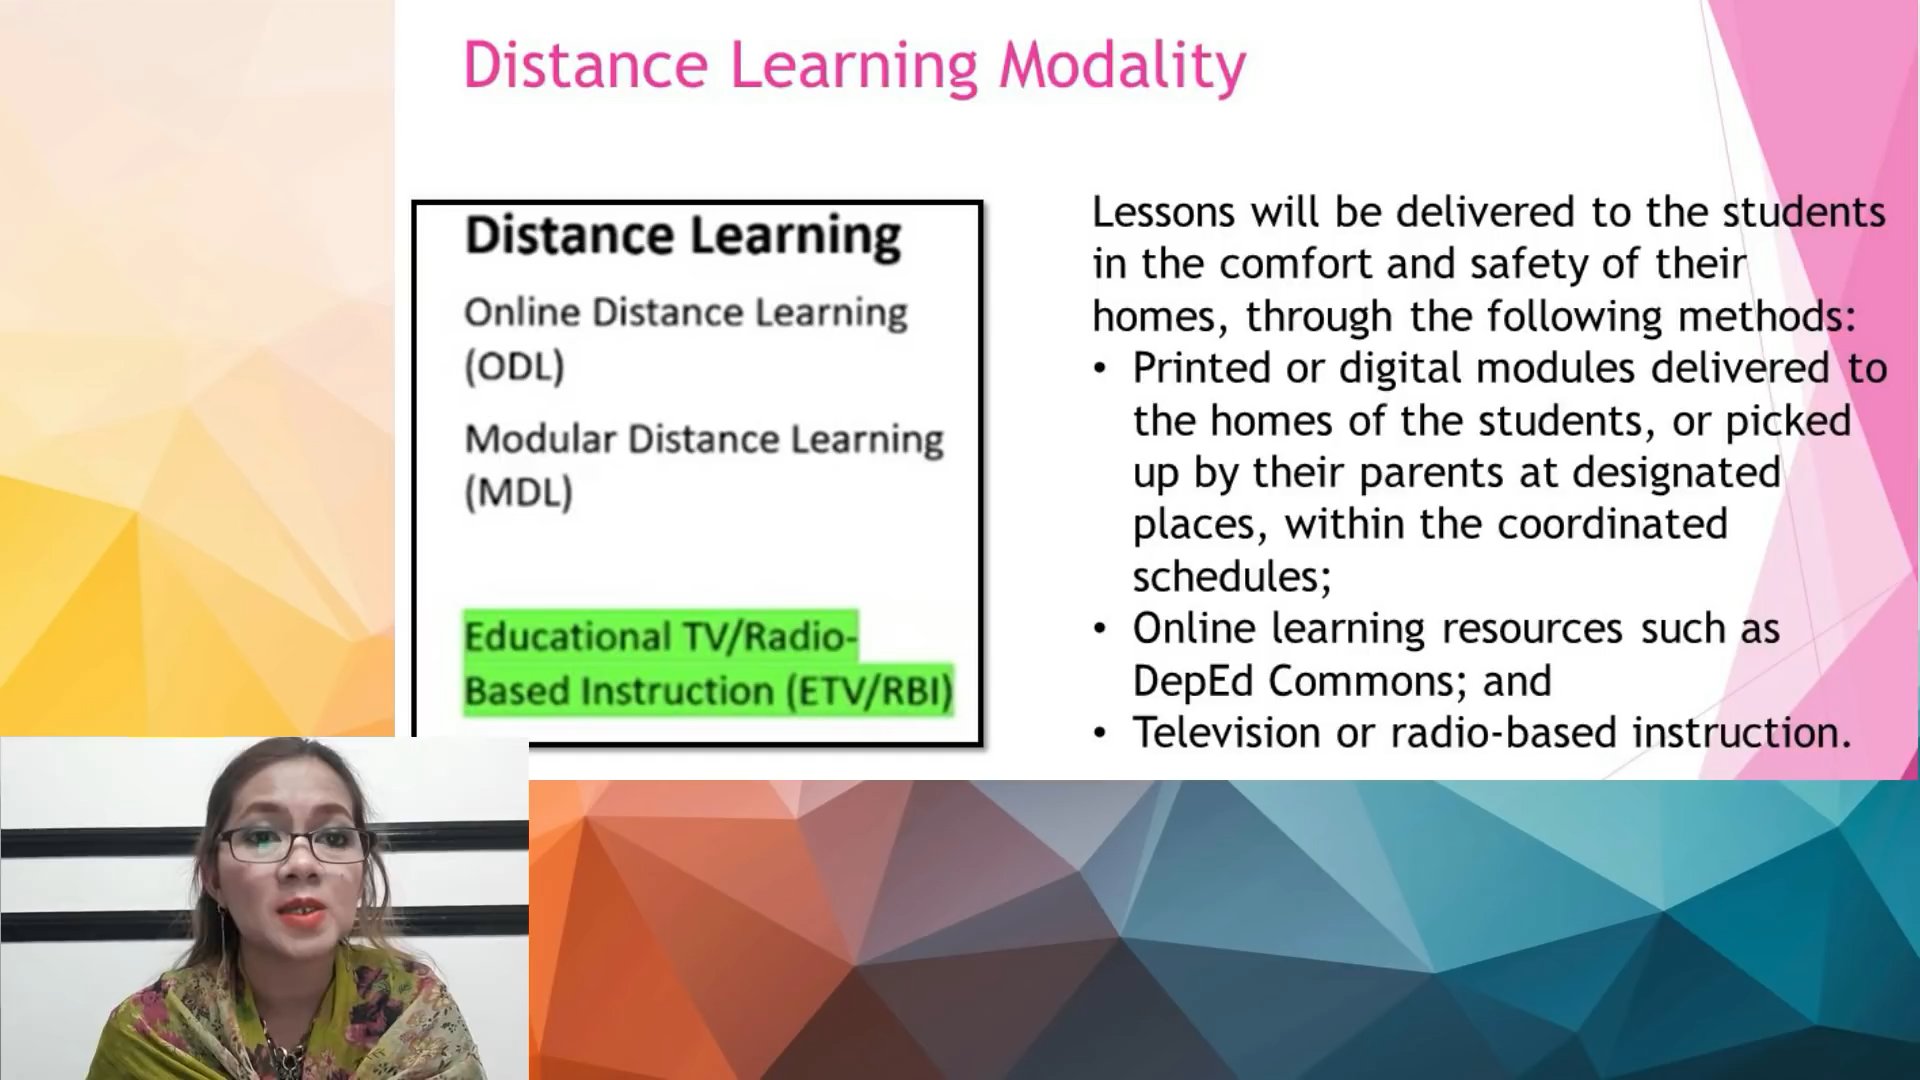 Distance Learning Modality
Distance Learning
Online Distance Learning
(ODL)
Modular Distance Learning
(MDL)
Educational TV/Radio-
Based Instruction (ETV/RBI)
Lessons will be delivered to the students
in the comfort and safety of their
homes, through the following methods:
• Printed or digital modules delivered to
the homes of the students, or picked
up by their parents at designated
places, within the coordinated
schedules;
• Online learning resources such as
DepEd Commons; and
• Television or radio-based instruction.